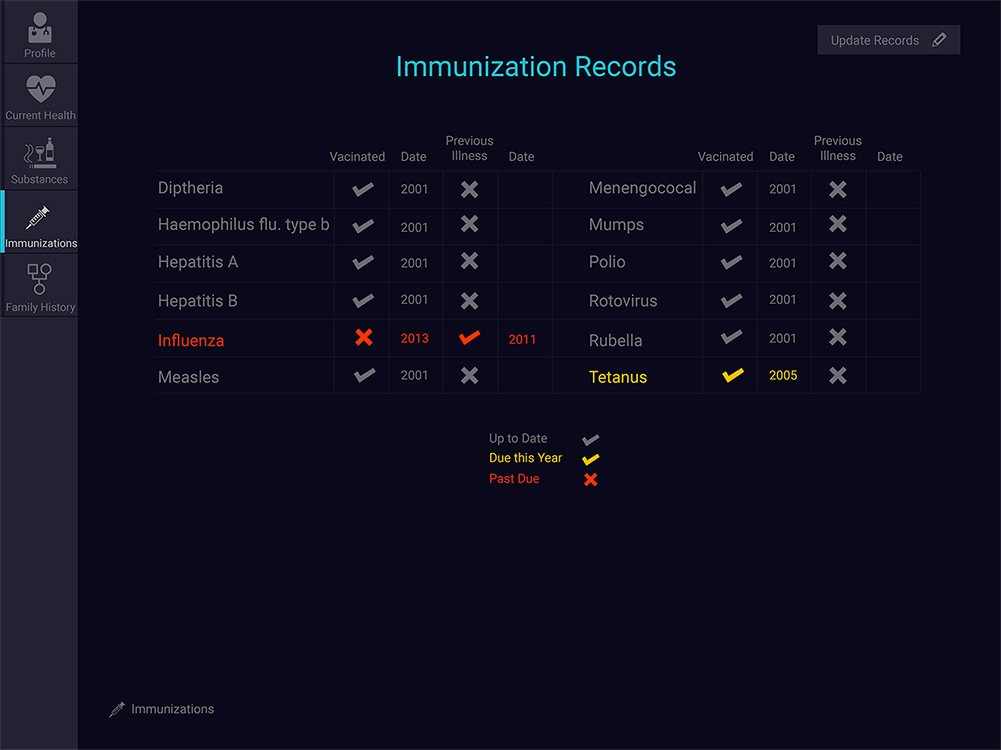 Profile
Current Health
Substances
Immunizations
Family History
Update Records
Immunization Records
Vacinated Date Previous Illness Date Vacinated Date Previous Illness Date
Diptheria 2001 Menengococal 2001
Haemophilus flu. type b 2001 Mumps 2001
Hepatitis A 2001 Polio 2001
Hepatitis B 2001 Rotovirus 2001
Influenza 2013 2011 Rubella 2001
Measles 2001 Tetanus 2005
Up to Date
Due this Year
Past Due
Immunizations